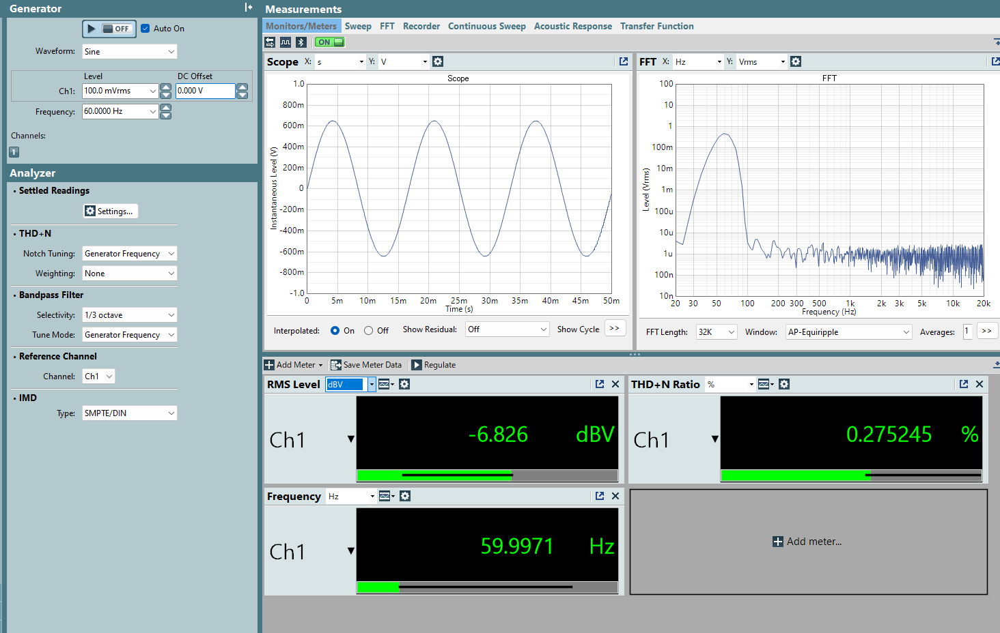 Generator
OFF Auto On
Waveform: Sine
Level DC Offset
Ch1: 100.0 mVrms 0.000 V
Frequency: 60.0000 Hz
Channels:
1
Analyzer
• Settled Readings
Settings...
• THD+N
Notch Tuning: Generator Frequency
Weighting: None
• Bandpass Filter
Selectivity: 1/3 octave
Tune Mode: Generator Frequency
• Reference Channel
Channel: Ch1
• IMD
Type: SMPTE/DIN
Measurements
Monitors/Meters Sweep FFT Recorder Continuous Sweep Acoustic Response Transfer Function
ON
Scope X: s Y: V
Scope
1.0
800m
600m
400m
200m
0
-200m
-400m
-600m
-800m
-1.0
Instantaneous Level (V)
0 5m 10m 15m 20m 25m 30m 35m 40m 45m 50m
Time (s)
Interpolated: On Off Show Residual: Off Show Cycle >>
FFT X: Hz Y: Vrms
FFT
100
10
1
100m
10m
1m
100u
10u
1u
100n
10n
Level (Vrms)
20 30 50 100 200 300 500 1k 2k 3k 5k 10k 20k
Frequency (Hz)
FFT Length: 32K Window: AP-Equiripple Averages: 1 >>
Add Meter Save Meter Data Regulate
RMS Level dBV
Ch1 -6.826 dBV
THD+N Ratio %
Ch1 0.275245 %
Frequency Hz
Ch1 59.9971 Hz
Add meter...